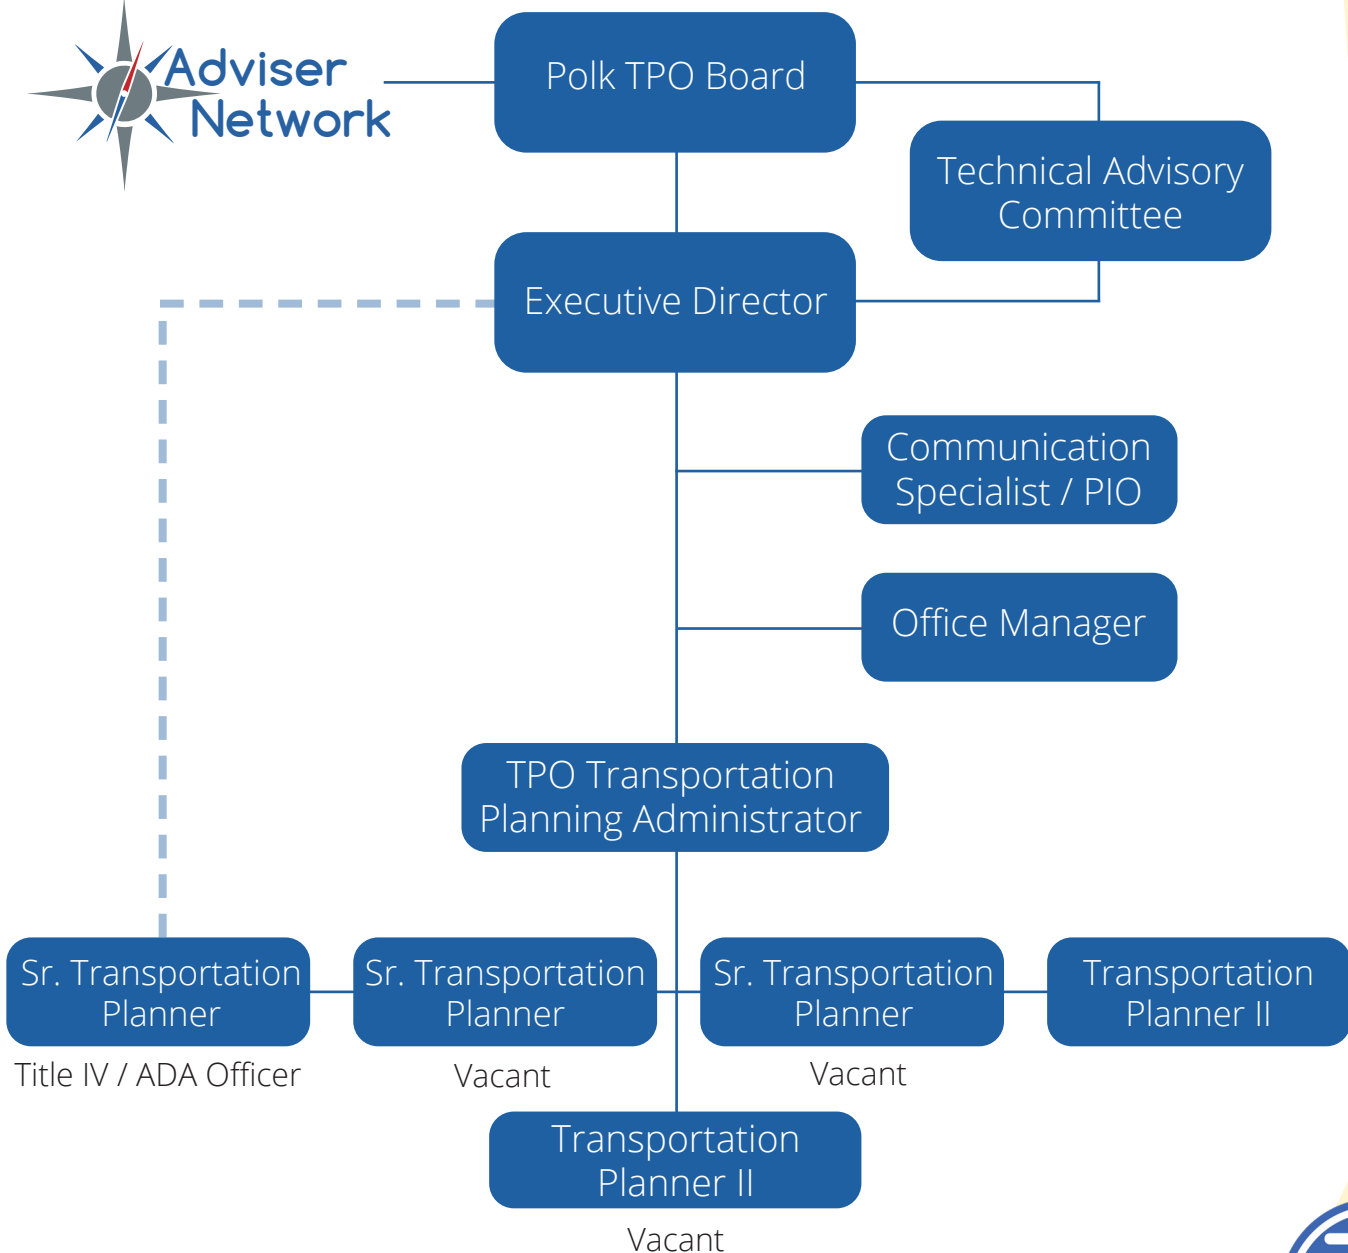 Adviser
Network
Polk TPO Board
Technical Advisory
Committee
Executive Director
Communication
Specialist / PIO
Office Manager
TPO Transportation
Planning Administrator
Sr. Transportation
Planner
Title IV / ADA Officer
Sr. Transportation
Planner
Vacant
Sr. Transportation
Planner
Vacant
Transportation
Planner II
Transportation
Planner II
Vacant